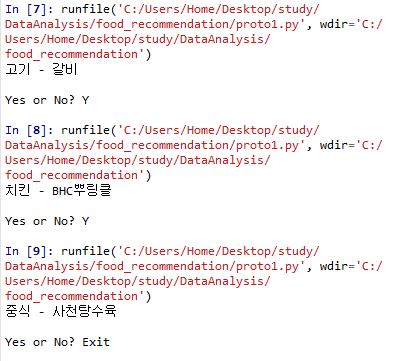 In [7]: runfile('C:/Users/Home/Desktop/study/
DataAnalysis/food_recommendation/proto1.py', wdir='C:/
Users/Home/Desktop/study/DataAnalysis/
food_recommendation')
고기 - 갈비
Yes or No? Y
In [8]: runfile('C:/Users/Home/Desktop/study/
DataAnalysis/food_recommendation/proto1.py', wdir='C:/
Users/Home/Desktop/study/DataAnalysis/
food_recommendation')
치킨 - BHC뿌링클
Yes or No? Y
In [9]: runfile('C:/Users/Home/Desktop/study/
DataAnalysis/food_recommendation/proto1.py', wdir='C:/
Users/Home/Desktop/study/DataAnalysis/
food_recommendation')
중식 - 사천탕수육
Yes or No? Exit